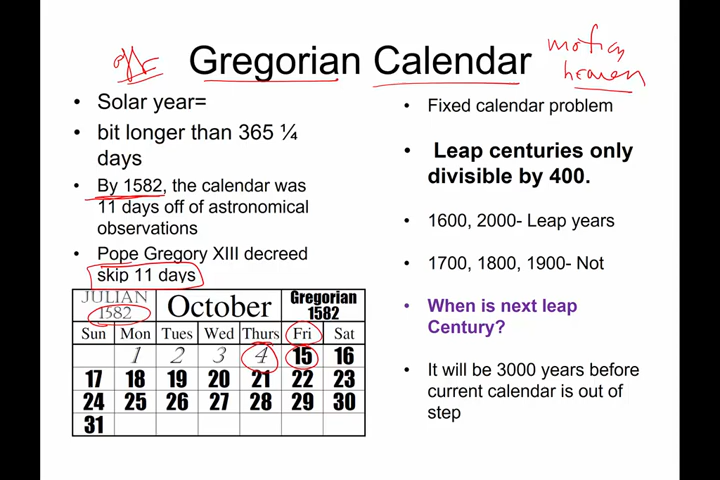 Gregorian Calendar
motion
heaven
Solar year=
bit longer than 365 ¼
days
By 1582, the calendar was
11 days off of astronomical
observations
Pope Gregory XIII decreed
skip 11 days
JULIAN
1582
October
Gregorian
1582
Sun Mon Tues Wed Thurs Fri Sat
1 2 3 4 15 16
17 18 19 20 21 22 23
24 25 26 27 28 29 30
31
Fixed calendar problem
Leap centuries only
divisible by 400.
1600, 2000- Leap years
1700, 1800, 1900- Not
When is next leap
Century?
It will be 3000 years before
current calendar is out of
step